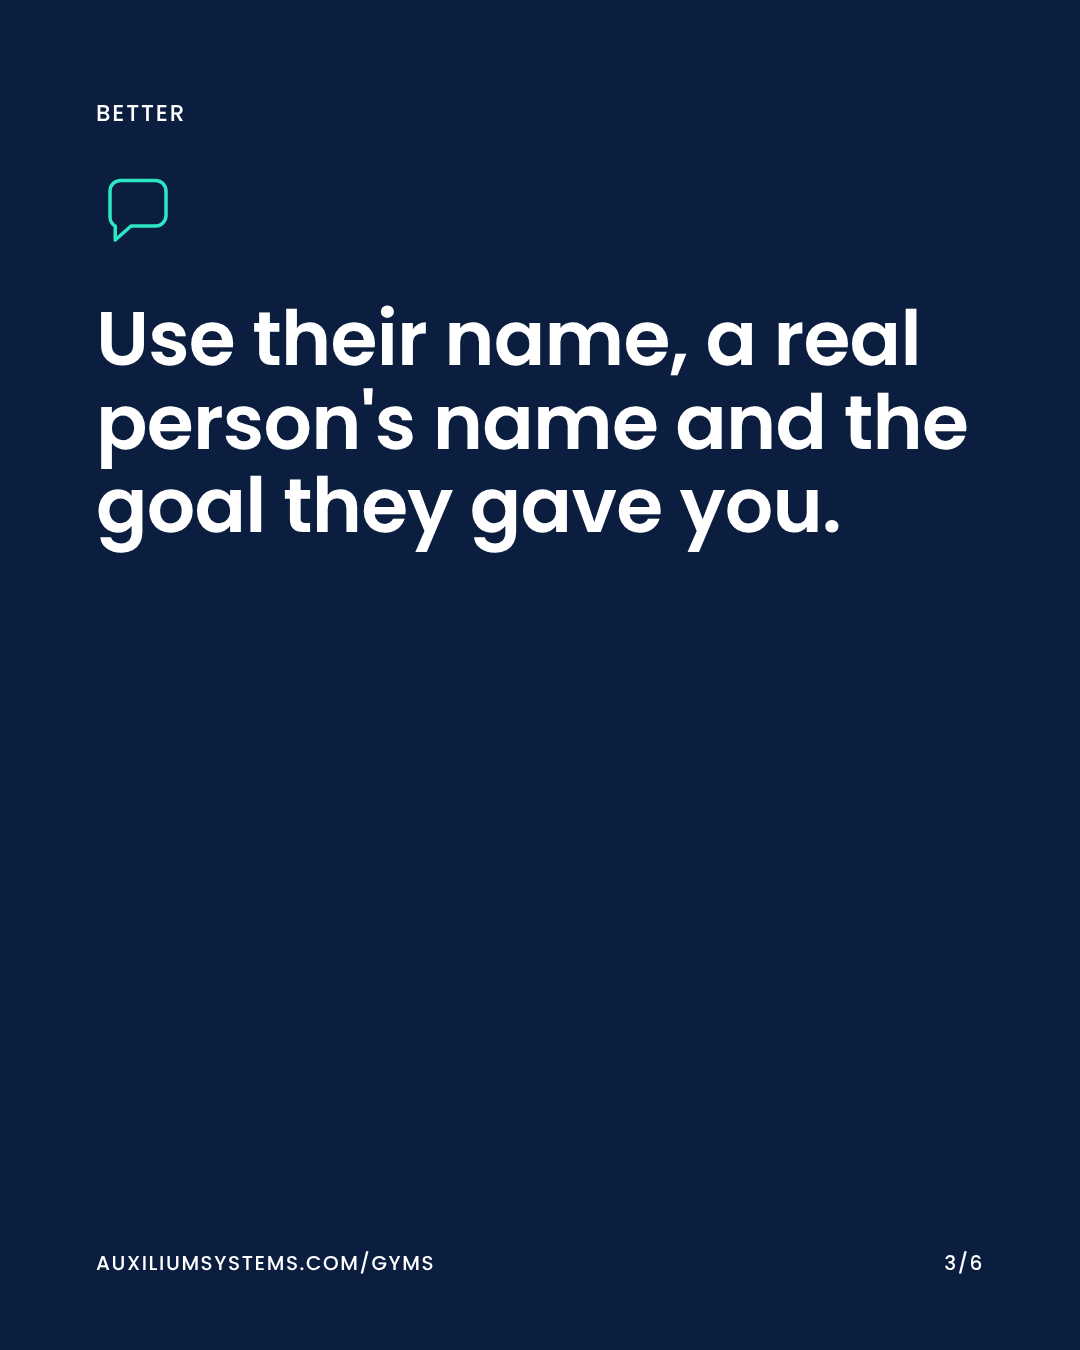 BETTER
Use their name, a real
person's name and the
goal they gave you.
AUXILIUMSYSTEMS.COM/GYMS
3/6